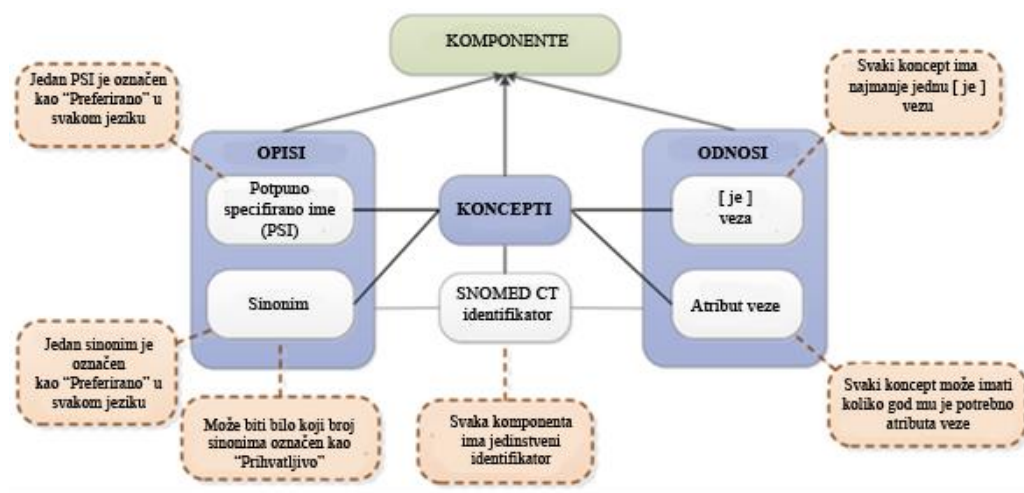 KOMPONENTE
Jedan PSI je označen
kao “Preferirano” u
svakom jeziku
Svaki koncept ima
najmanje jednu [ je ]
vezu
OPISI
Potpuno
specifirano ime
(PSI)
Sinonim
KONCEPTI
SNOMED CT
identifikator
ODNOSI
[ je ]
veza
Atribut veze
Jedan sinonim je
označen
kao “Preferirano” u
svakom jeziku
Može biti bilo koji broj
sinonima označen kao
“Prihvatljivo”
Svaka komponenta
ima jedinstveni
identifikator
Svaki koncept može imati
koliko god mu je potrebno
atributa veze